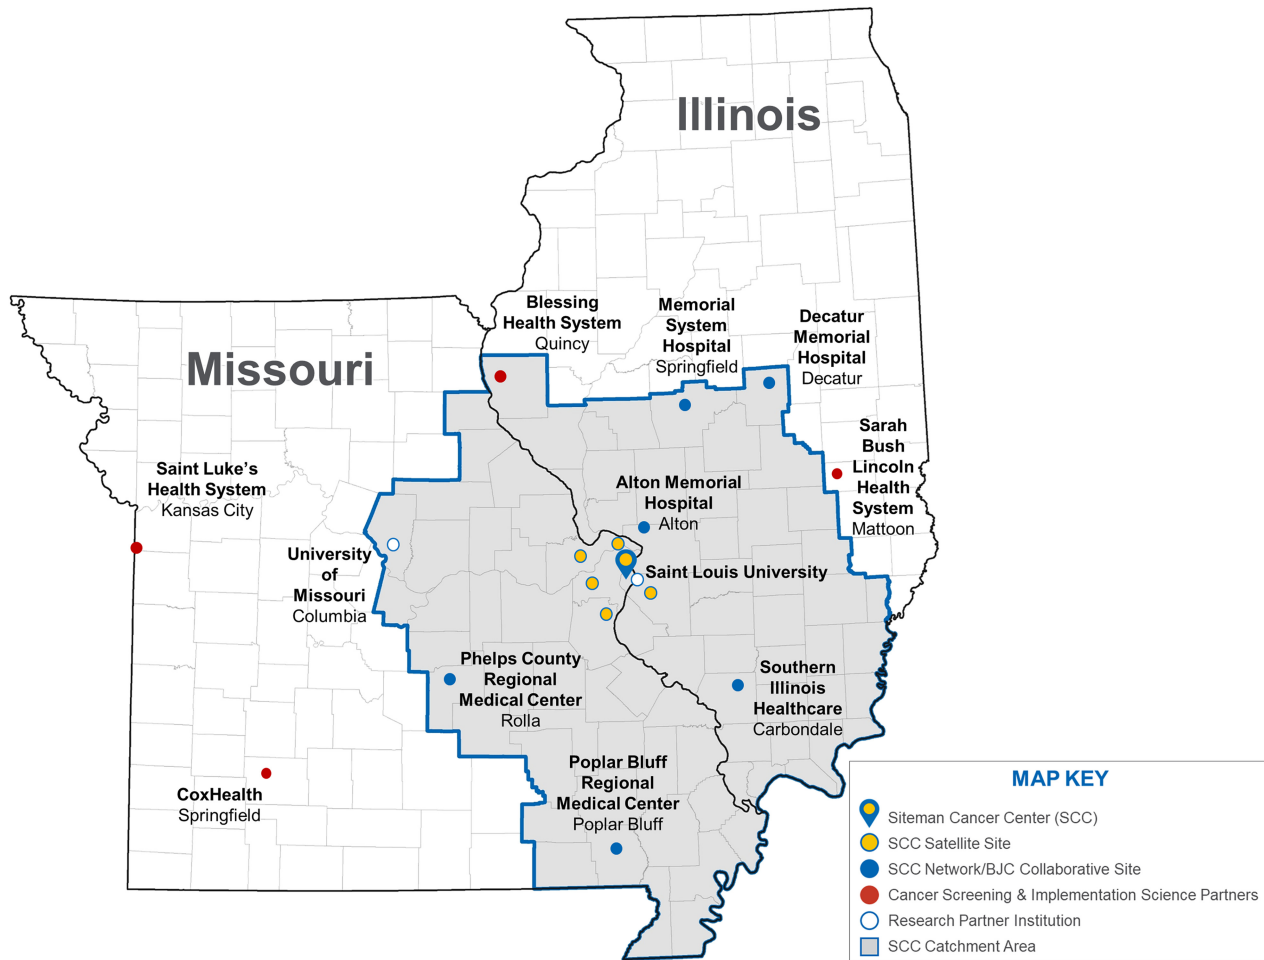 Illinois
Missouri
Blessing
Health System
Quincy
Memorial
System
Hospital
Springfield
Decatur
Memorial
Hospital
Decatur
Sarah
Bush
Lincoln
Health
System
Mattoon
Saint Luke's
Health System
Kansas City
Alton Memorial
Hospital
Alton
University
of
Missouri
Columbia
Saint Louis University
Phelps County
Regional
Medical Center
Rolla
Southern
Illinois
Healthcare
Carbondale
Poplar Bluff
Regional
Medical Center
Poplar Bluff
CoxHealth
Springfield
MAP KEY
Siteman Cancer Center (SCC)
SCC Satellite Site
SCC Network/BJC Collaborative Site
Cancer Screening & Implementation Science Partners
Research Partner Institution
SCC Catchment Area